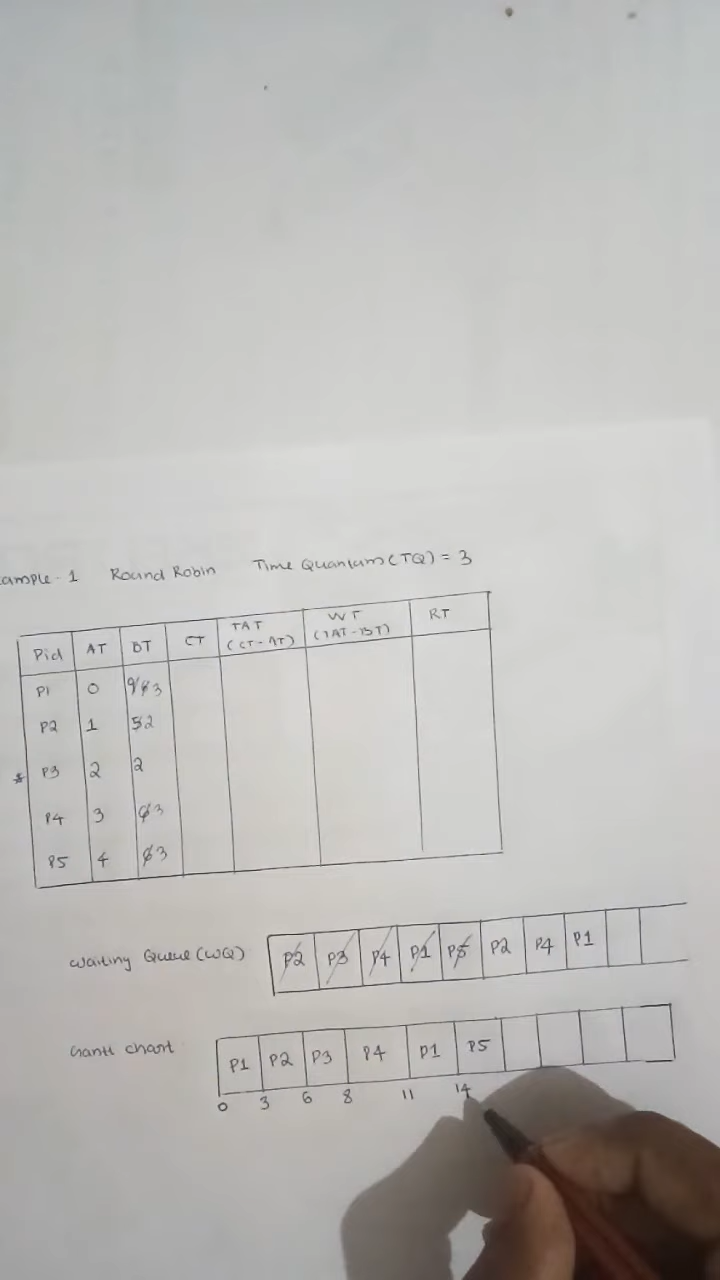 ample - 1 Round Robin Time Quantum (TQ) = 3
Pid AT BT CT TAT (CT-AT) WT (TAT-BT) RT
P1 0 9 6 3
P2 1 5 2
* P3 2 2
P4 3 6 3
P5 4 6 3
Waiting Queue (WQ) P2 P3 P4 P1 P5 P2 P4 P1
Gantt chart P1 P2 P3 P4 P1 P5
0 3 6 8 11 14